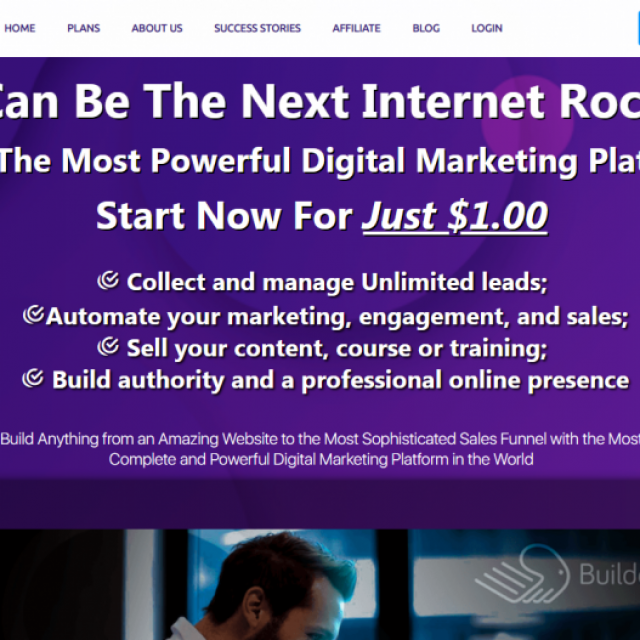 HOME PLANS ABOUT US SUCCESS STORIES AFFILIATE BLOG LOGIN
Can Be The Next Internet Roc
The Most Powerful Digital Marketing Plat
Start Now For Just $1.00
Collect and manage Unlimited leads;
Automate your marketing, engagement, and sales;
Sell your content, course or training;
Build authority and a professional online presence
Build Anything from an Amazing Website to the Most Sophisticated Sales Funnel with the Most
Complete and Powerful Digital Marketing Platform in the World
Builde